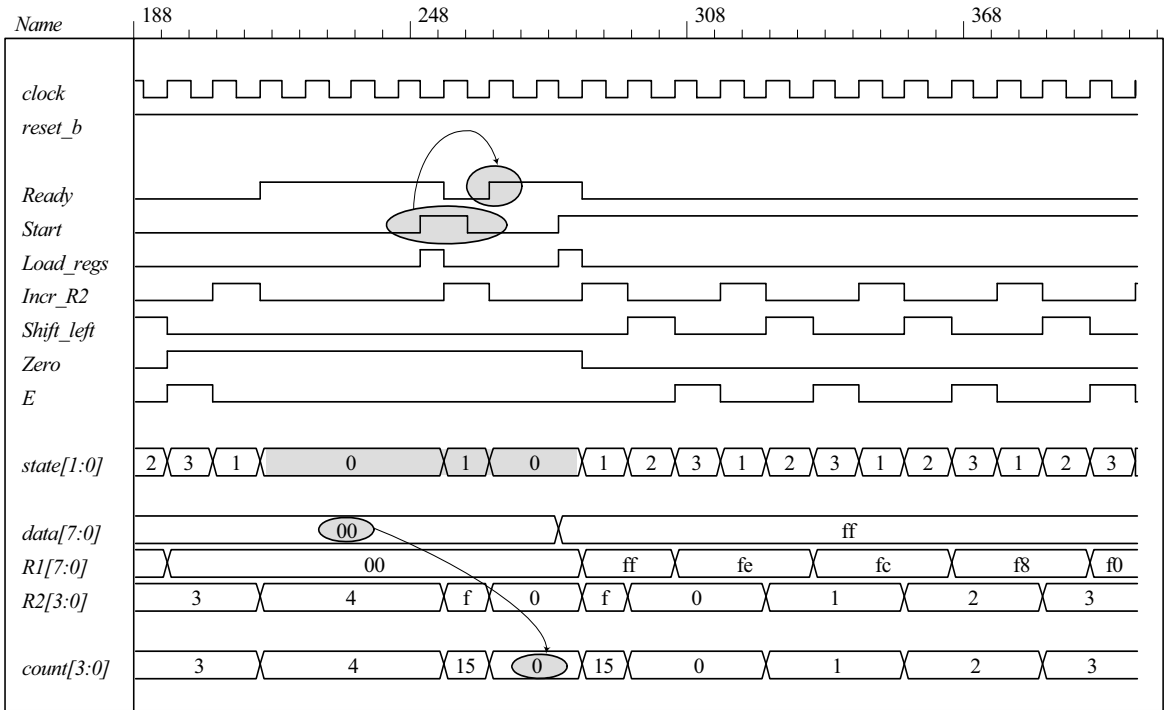 Name 188 248 308 368
clock
reset_b
Ready
Start
Load_regs
Incr_R2
Shift_left
Zero
E
state[1:0] 2 3 1 0 1 0 1 2 3 1 2 3 1 2 3 1 2 3
data[7:0] 00 ff
R1[7:0] 00 ff fe fc f8 f0
R2[3:0] 3 4 f 0 f 0 1 2 3
count[3:0] 3 4 15 0 15 0 1 2 3